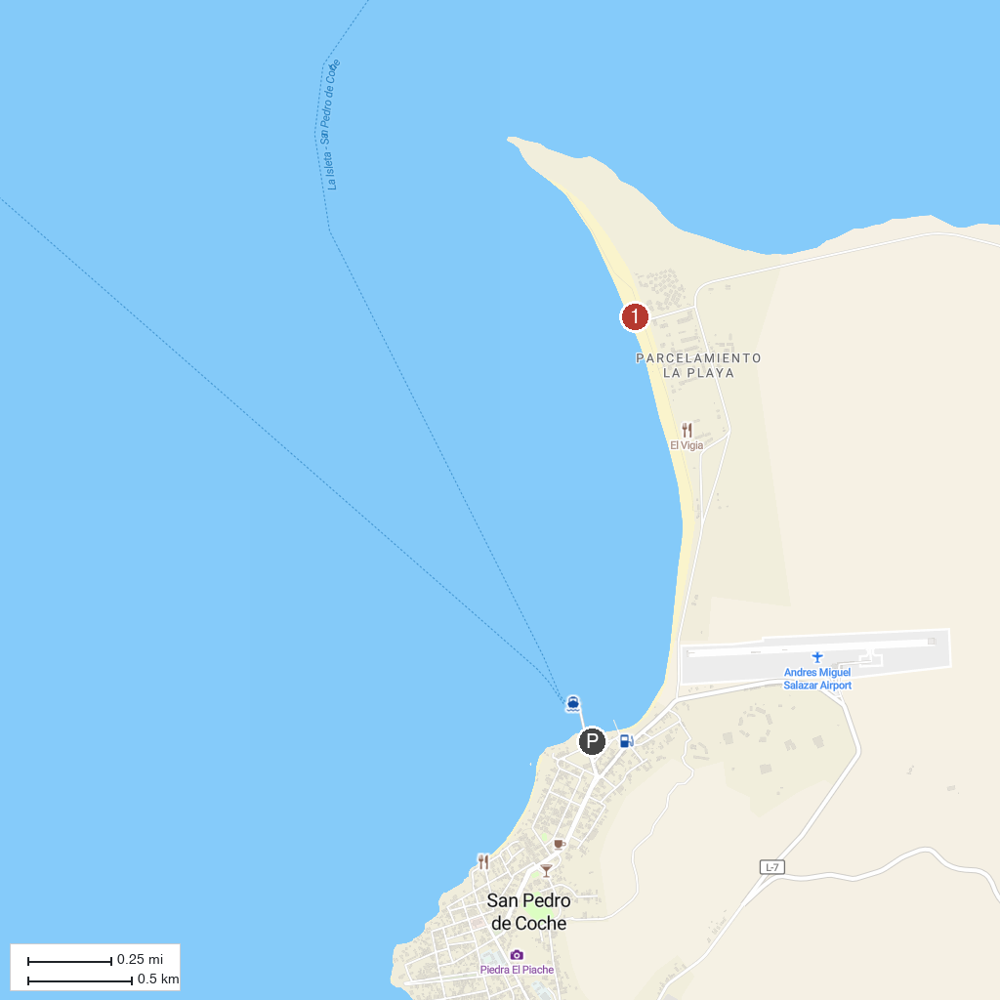 La Isleta - San Pedro de Coche
1
PARCELAMIENTO
LA PLAYA
El Vigia
Andres Miguel
Salazar Airport
P
L-7
San Pedro
de Coche
Piedra El Piache
0.25 mi
0.5 km